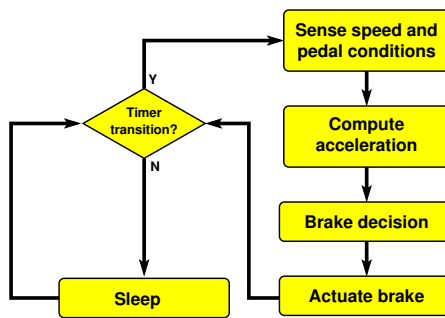 Sense speed and
pedal conditions
Y
Timer
transition?
N
Compute
acceleration
Brake decision
Sleep
Actuate brake